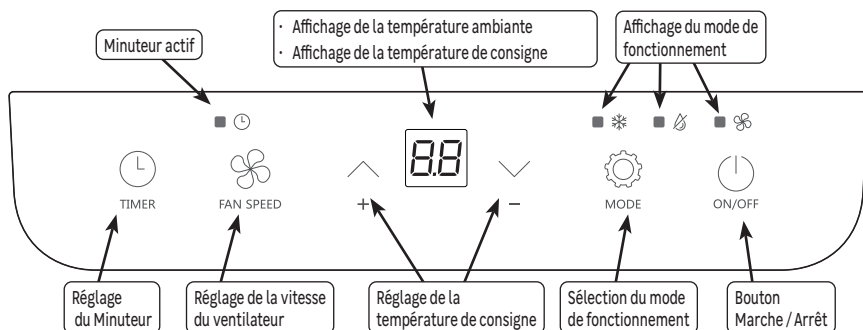 Minuteur actif
· Affichage de la température ambiante
· Affichage de la température de consigne
Affichage du mode de
fonctionnement
8.8
TIMER
FAN SPEED
+
−
MODE
ON/OFF
Réglage
du Minuteur
Réglage de la vitesse
du ventilateur
Réglage de la
température de consigne
Sélection du mode
de fonctionnement
Bouton
Marche / Arrêt